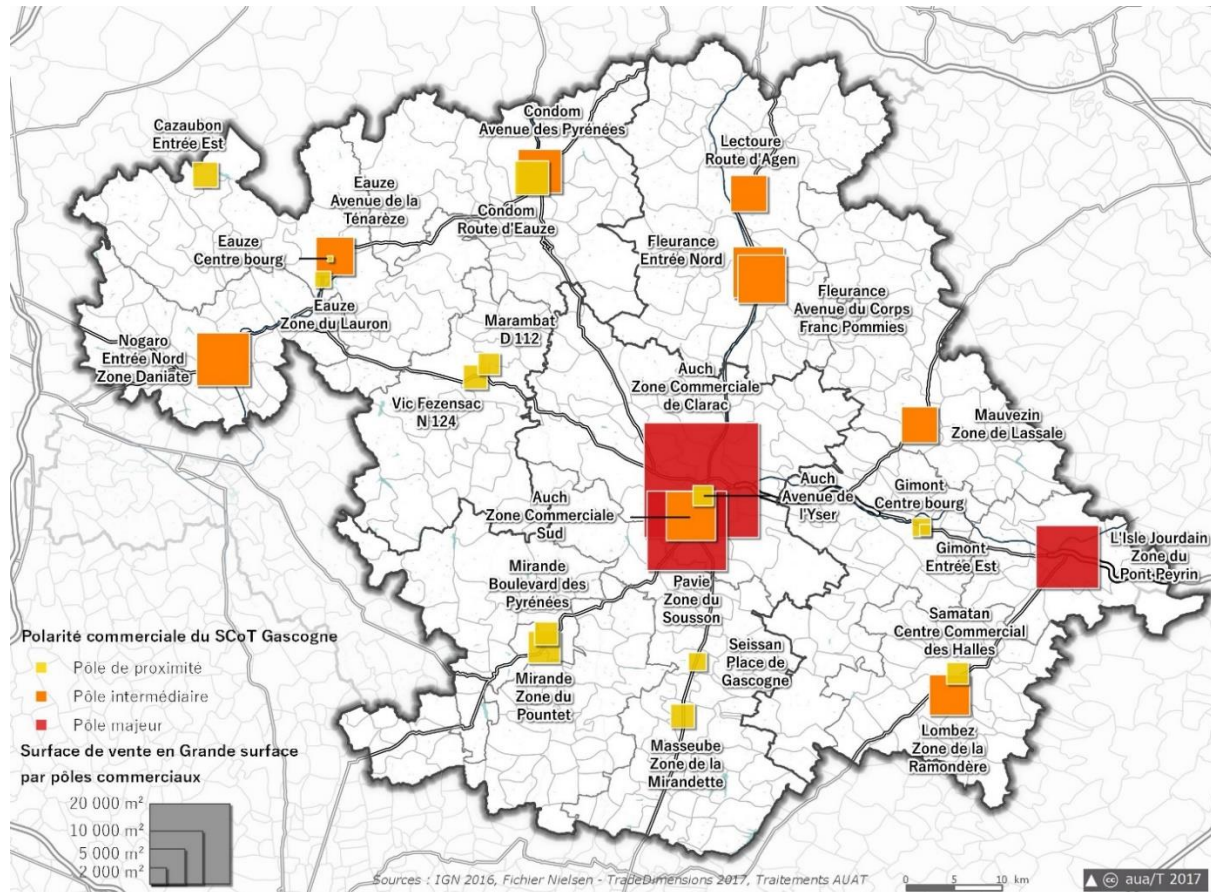 Cazaubon
Entrée Est
Condom
Avenue des Pyrénées
Lectoure
Route d'Agen
Eauze
Avenue de la
Ténarèze
Condom
Route d'Eauze
Eauze
Centre bourg
Fleurance
Entrée Nord
Fleurance
Avenue du Corps
Franc Pommies
Eauze
Zone du Lauron
Marambat
D 112
Nogaro
Entrée Nord
Zone Daniate
Vic Fezensac
N 124
Auch
Zone Commerciale
de Clarac
Mauvezin
Zone de Lassale
Auch
Avenue de
l'Yser
Gimont
Centre bourg
Auch
Zone Commerciale
Sud
Gimont
Entrée Est
L'Isle Jourdain
Zone du
Pont Peyrin
Mirande
Boulevard des
Pyrénées
Pavie
Zone du
Sousson
Samatan
Centre Commercial
des Halles
Seissan
Place de
Gascogne
Mirande
Zone du
Pountet
Masseube
Zone de la
Mirandette
Lombez
Zone de la
Ramondère
Polarité commerciale du SCoT Gascogne
Pôle de proximité
Pôle intermédiaire
Pôle majeur
Surface de vente en Grande surface
par pôles commerciaux
20 000 m²
10 000 m²
5 000 m²
2 000 m²
Sources : IGN 2016, Fichier Nielsen - TradeDimensions 2017, Traitements AUAT
0 5 10 km
cc aua/T 2017